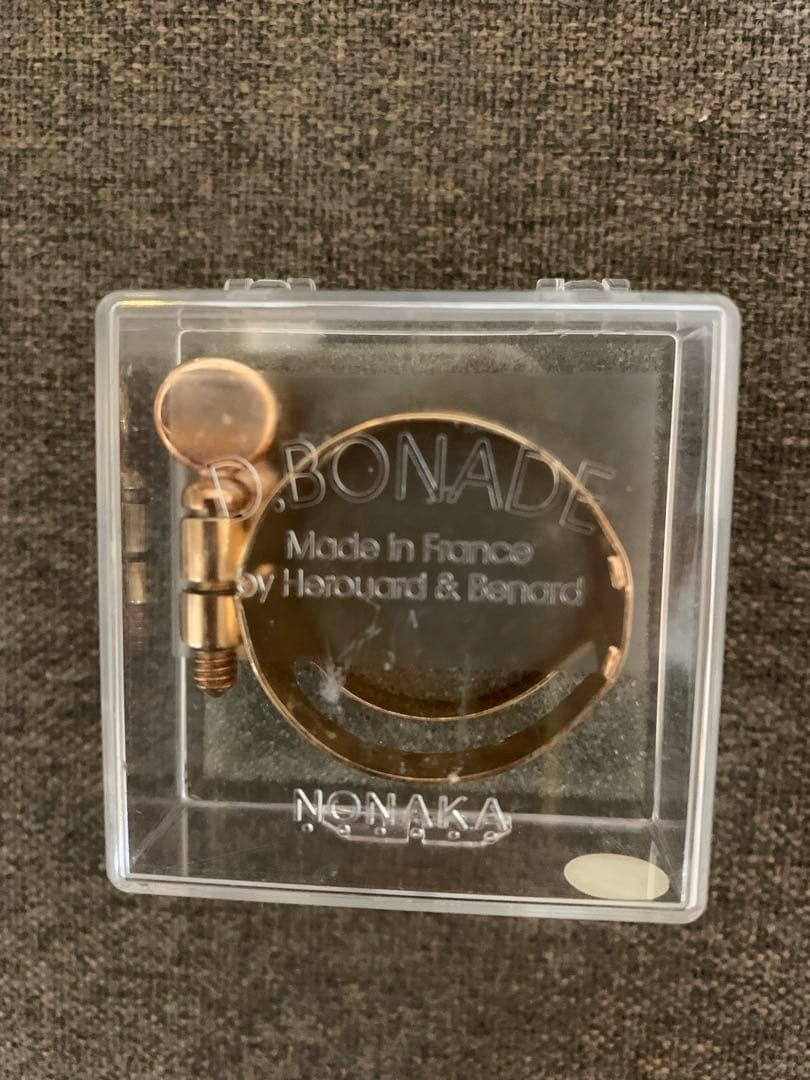 D.BONADE
Made in France
by Herouard & Benard
NONAKA